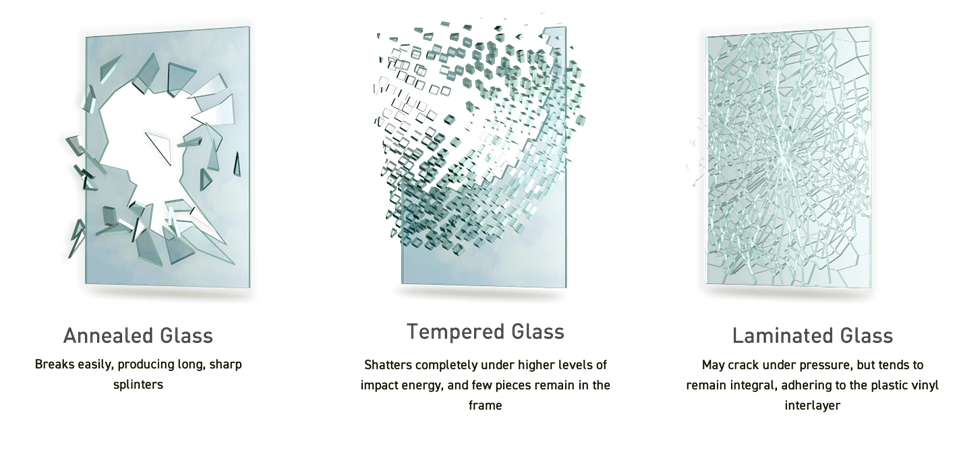 Annealed Glass
Breaks easily, producing long, sharp
splinters
Tempered Glass
Shatters completely under higher levels of
impact energy, and few pieces remain in the
frame
Laminated Glass
May crack under pressure, but tends to
remain integral, adhering to the plastic vinyl
interlayer